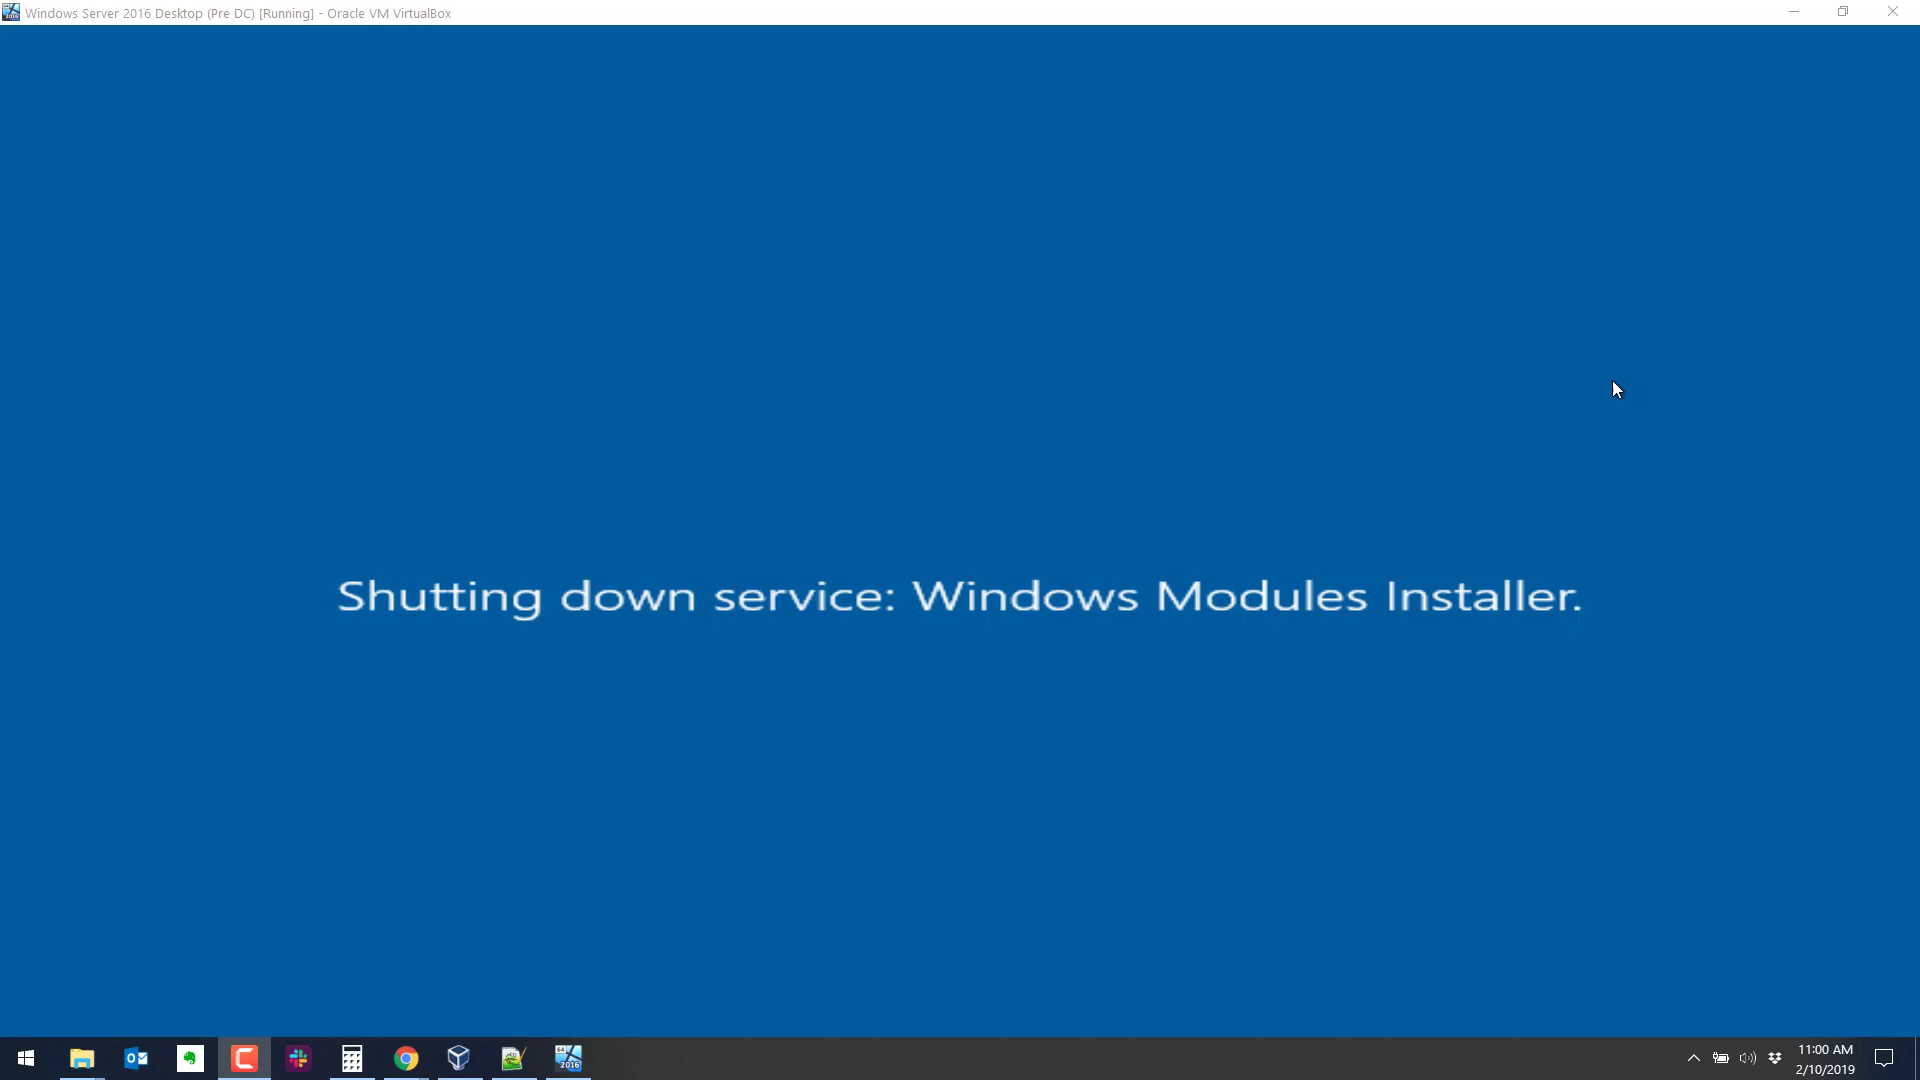 Windows Server 2016 Desktop (Pre DC) [Running] - Oracle VM VirtualBox
Shutting down service: Windows Modules Installer.
11:00 AM
2/10/2019